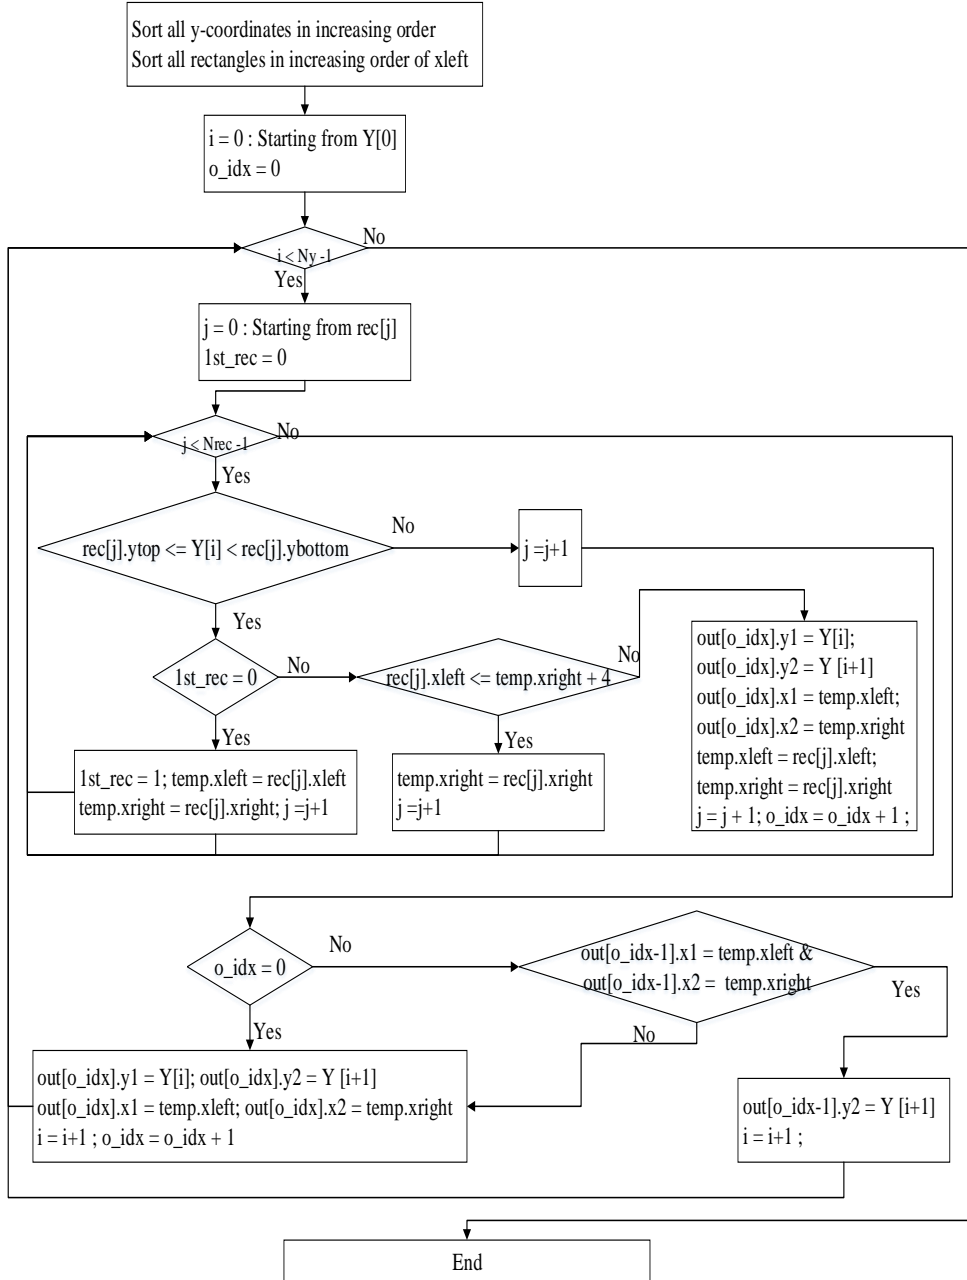 Sort all y-coordinates in increasing order
Sort all rectangles in increasing order of xleft
i = 0 : Starting from Y[0]
o_idx = 0
i < Ny -1
No
Yes
j = 0 : Starting from rec[j]
1st_rec = 0
j < Nrec -1
No
Yes
rec[j].ytop <= Y[i] < rec[j].ybottom
No
j =j+1
Yes
1st_rec = 0
No
rec[j].xleft <= temp.xright + 4
No
out[o_idx].y1 = Y[i];
out[o_idx].y2 = Y [i+1]
out[o_idx].x1 = temp.xleft;
out[o_idx].x2 = temp.xright
temp.xleft = rec[j].xleft;
temp.xright = rec[j].xright
j = j + 1; o_idx = o_idx + 1 ;
Yes
1st_rec = 1; temp.xleft = rec[j].xleft
temp.xright = rec[j].xright; j =j+1
Yes
temp.xright = rec[j].xright
j =j+1
o_idx = 0
No
out[o_idx-1].x1 = temp.xleft &
out[o_idx-1].x2 =  temp.xright
Yes
Yes
No
out[o_idx].y1 = Y[i]; out[o_idx].y2 = Y [i+1]
out[o_idx].x1 = temp.xleft; out[o_idx].x2 = temp.xright
i = i+1 ; o_idx = o_idx + 1
out[o_idx-1].y2 = Y [i+1]
i = i+1 ;
End